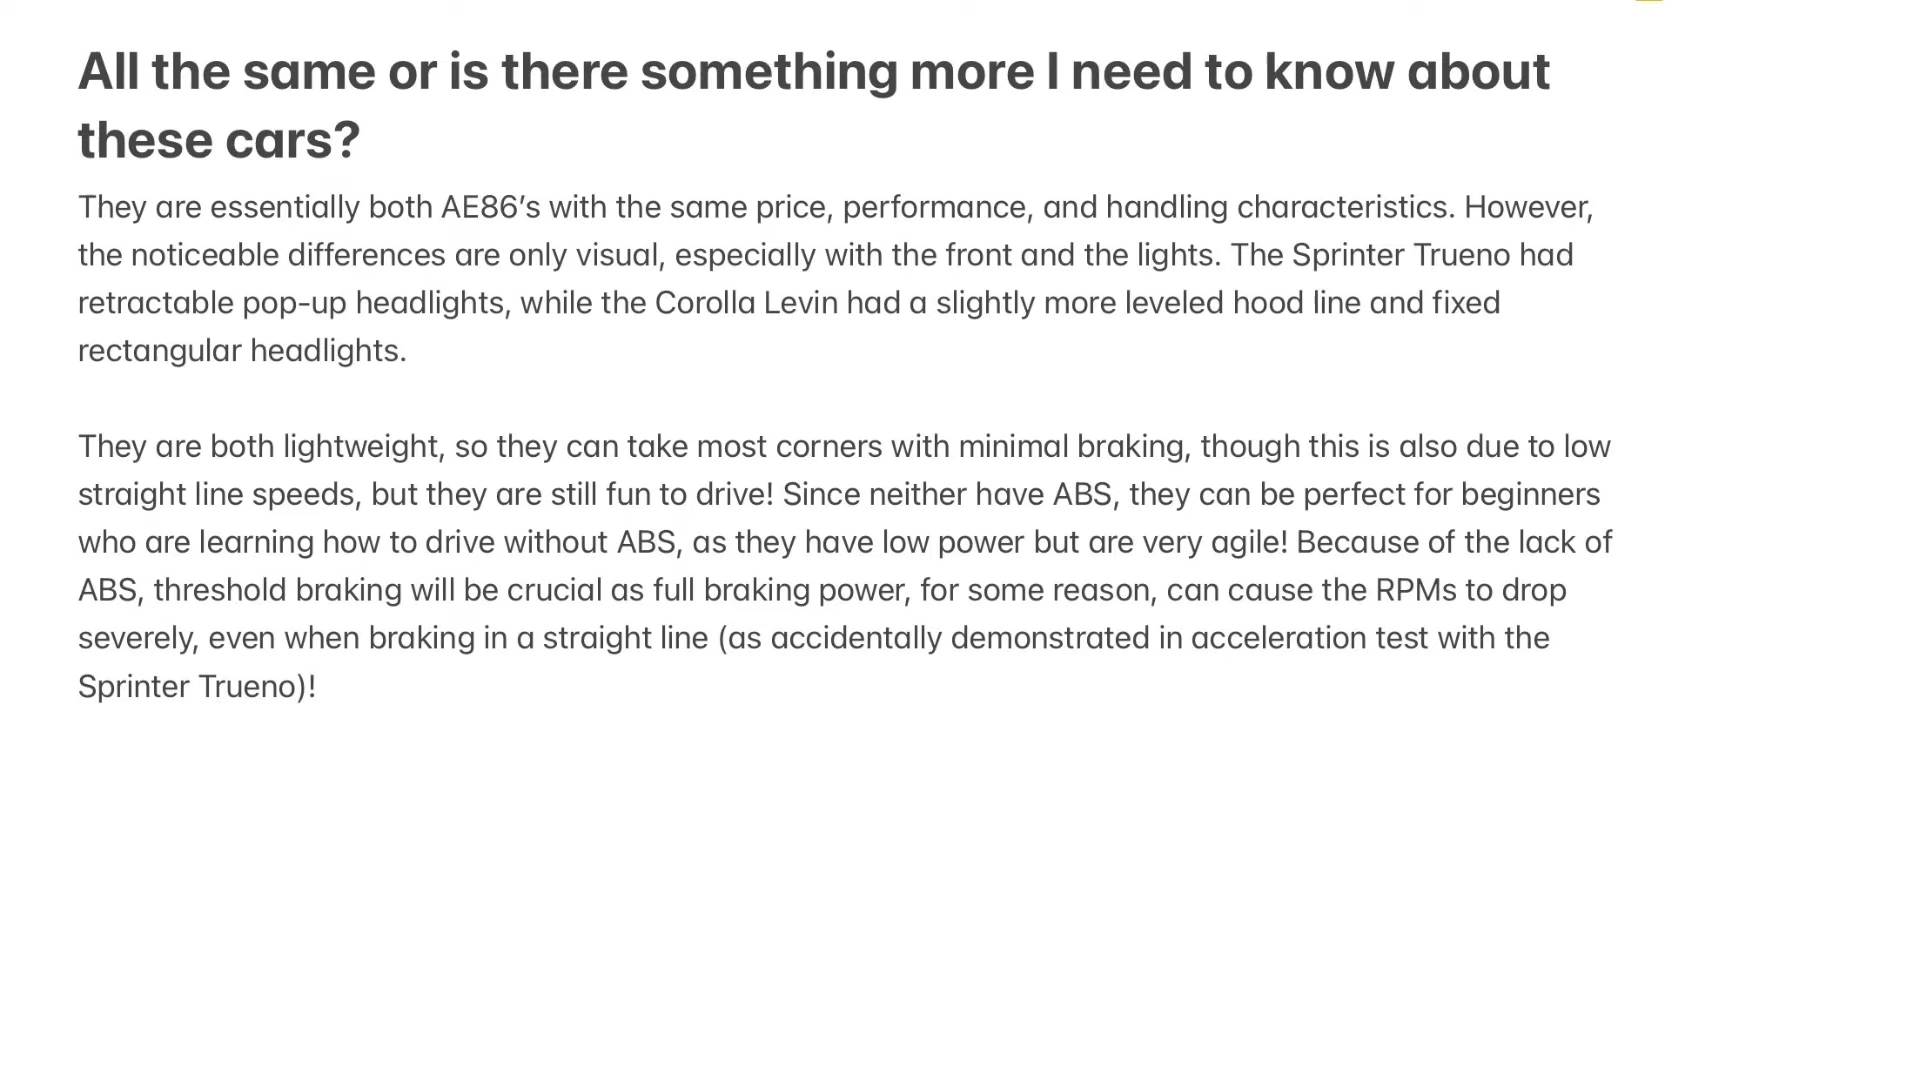 All the same or is there something more I need to know about
these cars?
They are essentially both AE86’s with the same price, performance, and handling characteristics. However,
the noticeable differences are only visual, especially with the front and the lights. The Sprinter Trueno had
retractable pop-up headlights, while the Corolla Levin had a slightly more leveled hood line and fixed
rectangular headlights.
They are both lightweight, so they can take most corners with minimal braking, though this is also due to low
straight line speeds, but they are still fun to drive! Since neither have ABS, they can be perfect for beginners
who are learning how to drive without ABS, as they have low power but are very agile! Because of the lack of
ABS, threshold braking will be crucial as full braking power, for some reason, can cause the RPMs to drop
severely, even when braking in a straight line (as accidentally demonstrated in acceleration test with the
Sprinter Trueno)!